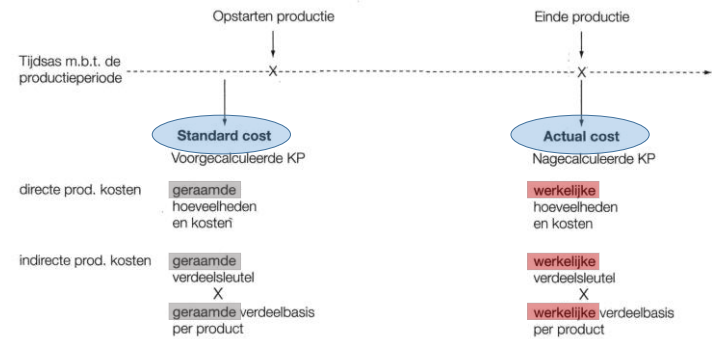 Opstarten productie
Einde productie
Tijdsas m.b.t. de
productieperiode
X
X
Standard cost
Actual cost
Voorgecalculeerde KP
Nagecalculeerde KP
directe prod. kosten
geraamde
hoeveelheden
en kosten
werkelijke
hoeveelheden
en kosten
indirecte prod. kosten
geraamde
verdeelsleutel
X
geraamde verdeelbasis
per product
werkelijke
verdeelsleutel
X
werkelijke verdeelbasis
per product